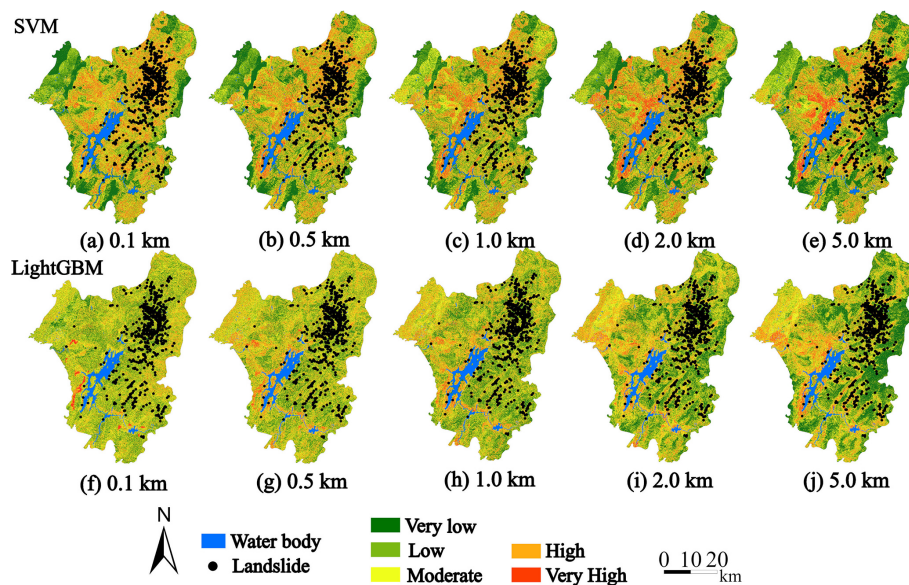 SVM
(a) 0.1 km (b) 0.5 km (c) 1.0 km (d) 2.0 km (e) 5.0 km
LightGBM
(f) 0.1 km (g) 0.5 km (h) 1.0 km (i) 2.0 km (j) 5.0 km
N
Very low
Water body Low High
Landslide Moderate Very High
0 10 20
km